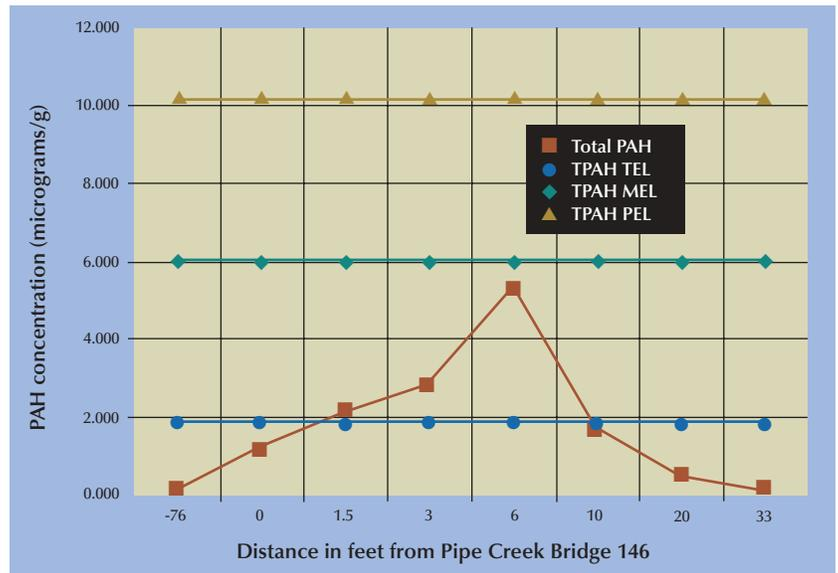 12.000
10.000
8.000
6.000
4.000
2.000
0.000
PAH concentration (micrograms/g)
Total PAH
TPAH TEL
TPAH MEL
TPAH PEL
-76 0 1.5 3 6 10 20 33
Distance in feet from Pipe Creek Bridge 146